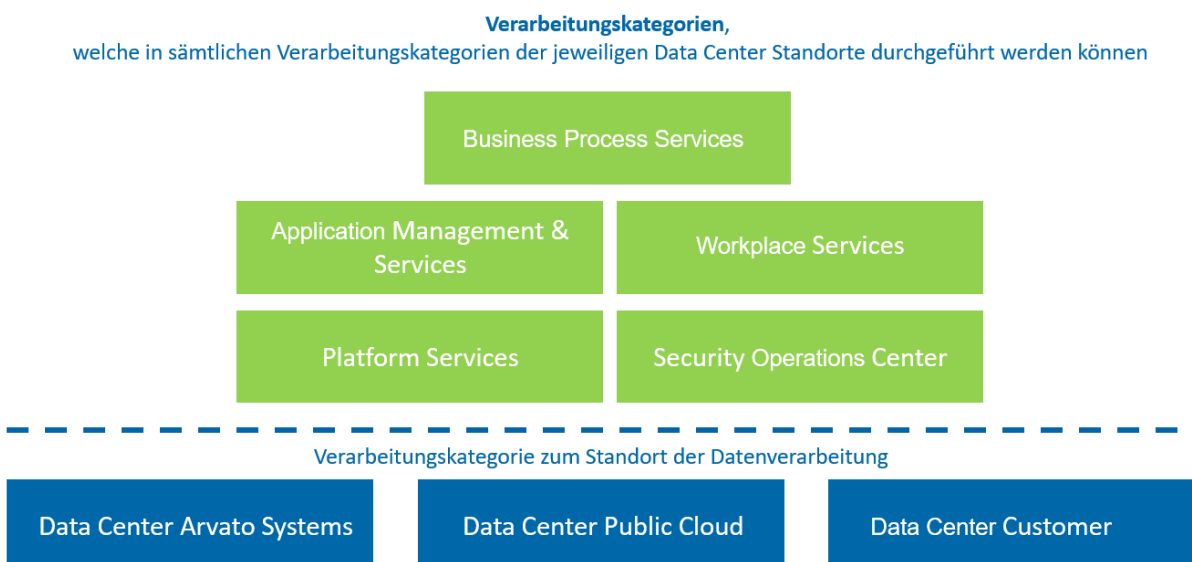 Verarbeitungskategorien,
welche in sämtlichen Verarbeitungskategorien der jeweiligen Data Center Standorte durchgeführt werden können
Business Process Services
Application Management &
Services
Workplace Services
Platform Services
Security Operations Center
Verarbeitungskategorie zum Standort der Datenverarbeitung
Data Center Arvato Systems
Data Center Public Cloud
Data Center Customer